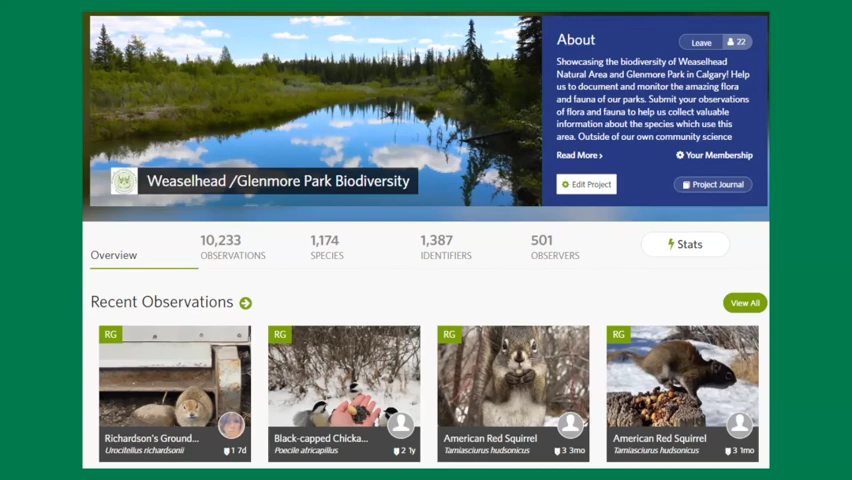 About
Leave 22
Showcasing the biodiversity of Weaselhead
Natural Area and Glenmore Park in Calgary! Help
us to document and monitor the amazing flora
and fauna of our parks. Submit your observations
of flora and fauna to help us collect valuable
information about the species which use this
area. Outside of our own community science
Read More >
Your Membership
Edit Project
Project Journal
Weaselhead /Glenmore Park Biodiversity
Overview
10,233
OBSERVATIONS
1,174
SPECIES
1,387
IDENTIFIERS
501
OBSERVERS
Stats
Recent Observations
View All
RG
Richardson's Ground...
Urocitellus richardsonii
1 7d
RG
Black-capped Chicka...
Poecile atricapillus
2 1y
RG
American Red Squirrel
Tamiasciurus hudsonicus
3 3mo
RG
American Red Squirrel
Tamiasciurus hudsonicus
3 1mo